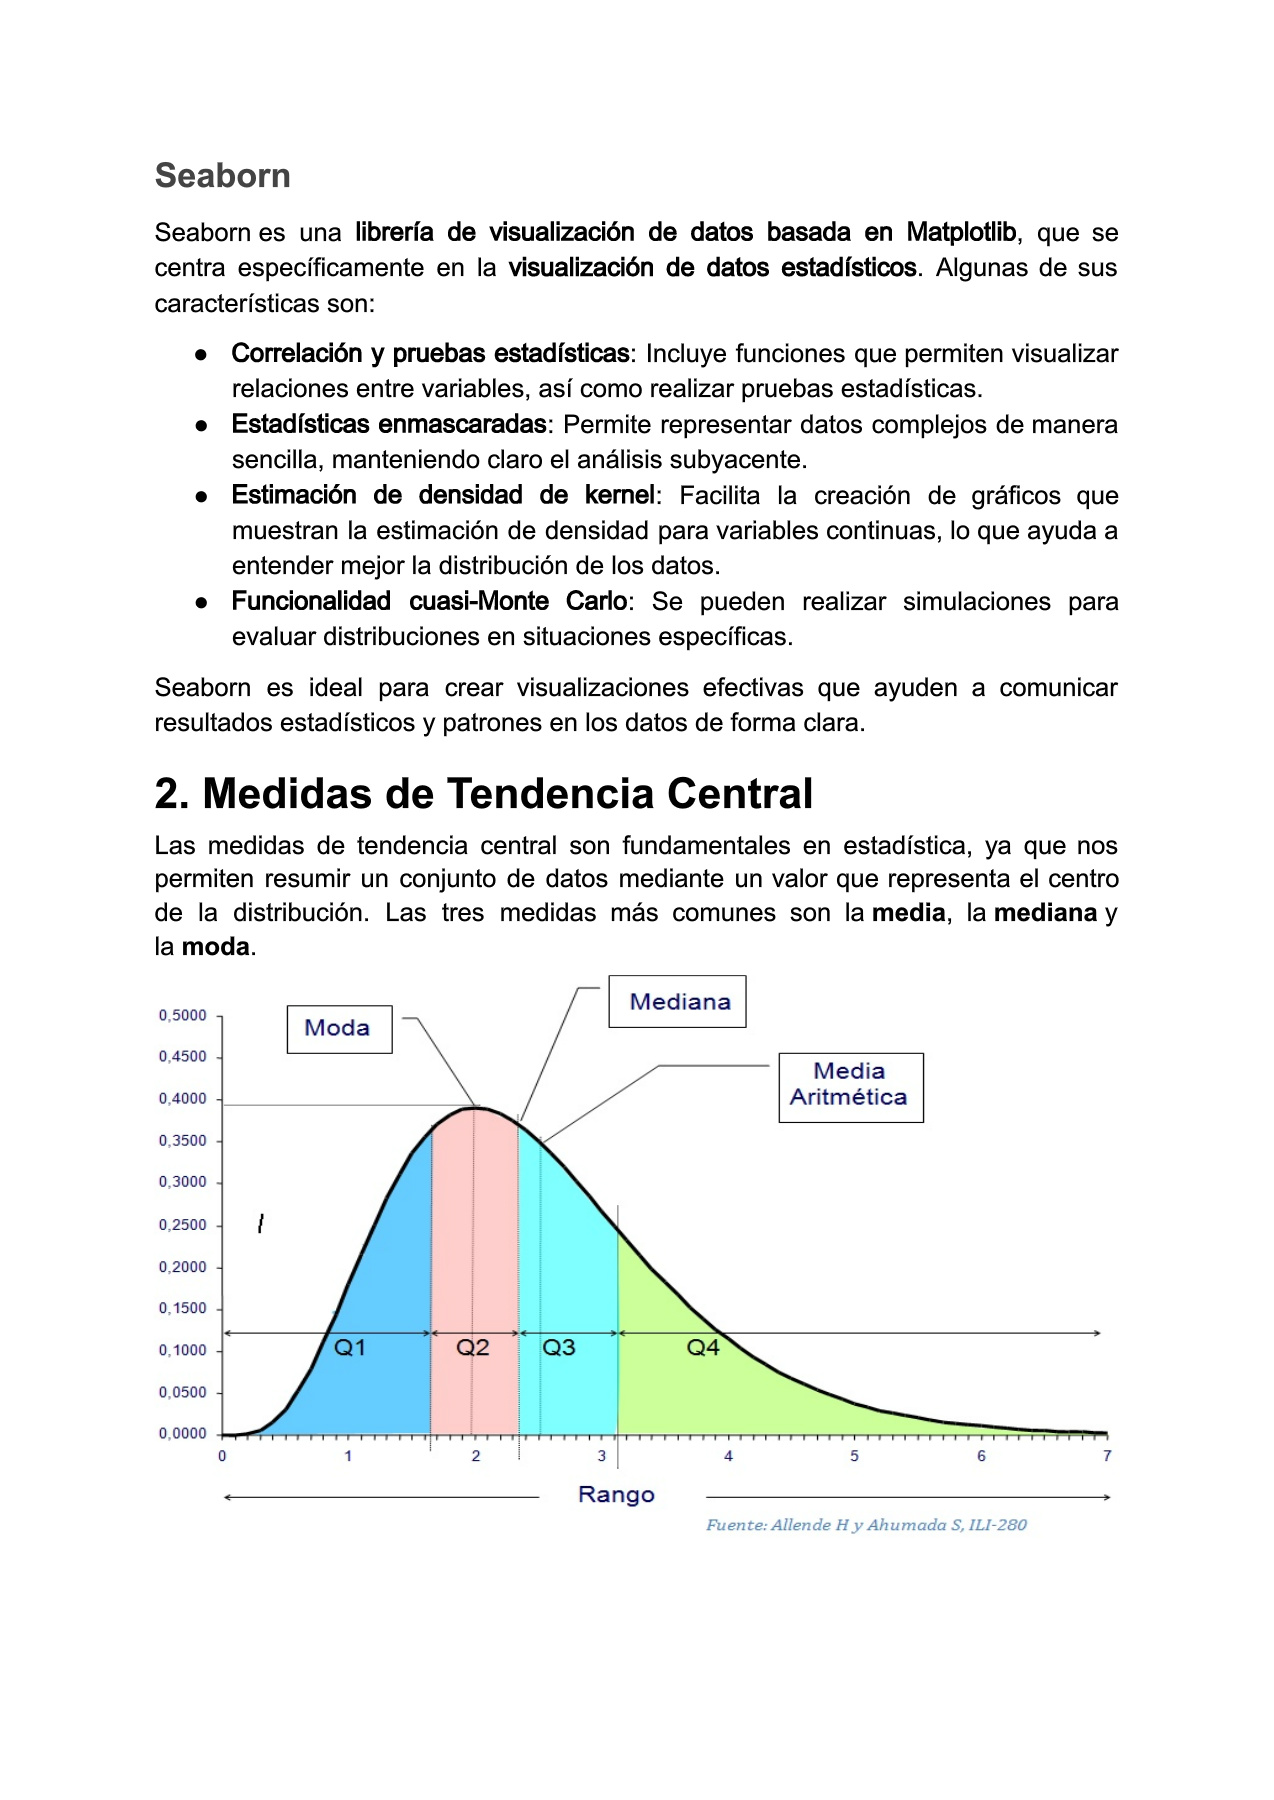 Seaborn
Seaborn es una librería de visualización de datos basada en Matplotlib, que se
centra específicamente en la visualización de datos estadísticos. Algunas de sus
características son:
● Correlación y pruebas estadísticas: Incluye funciones que permiten visualizar
relaciones entre variables, así como realizar pruebas estadísticas.
● Estadísticas enmascaradas: Permite representar datos complejos de manera
sencilla, manteniendo claro el análisis subyacente.
● Estimación de densidad de kernel: Facilita la creación de gráficos que
muestran la estimación de densidad para variables continuas, lo que ayuda a
entender mejor la distribución de los datos.
● Funcionalidad cuasi-Monte Carlo: Se pueden realizar simulaciones para
evaluar distribuciones en situaciones específicas.
Seaborn es ideal para crear visualizaciones efectivas que ayuden a comunicar
resultados estadísticos y patrones en los datos de forma clara.
2. Medidas de Tendencia Central
Las medidas de tendencia central son fundamentales en estadística, ya que nos
permiten resumir un conjunto de datos mediante un valor que representa el centro
de la distribución. Las tres medidas más comunes son la media, la mediana y
la moda.
Mediana
Moda
Media
Aritmética
0,5000
0,4500
0,4000
0,3500
0,3000
0,2500
0,2000
0,1500
0,1000
0,0500
0,0000
Q1 Q2 Q3 Q4
0 1 2 3 4 5 6 7
Rango
Fuente: Allende H y Ahumada S, ILI-280